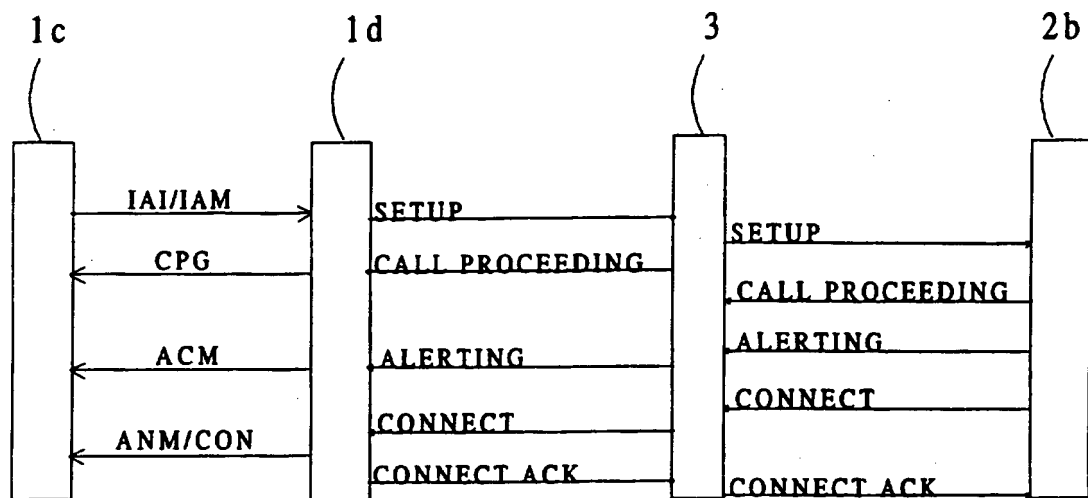 1c 1d 3 2b
IAI/IAM
SETUP
SETUP
CPG
CALL PROCEEDING
CALL PROCEEDING
ACM
ALERTING
ALERTING
CONNECT
CONNECT
ANM/CON
CONNECT ACK
CONNECT ACK